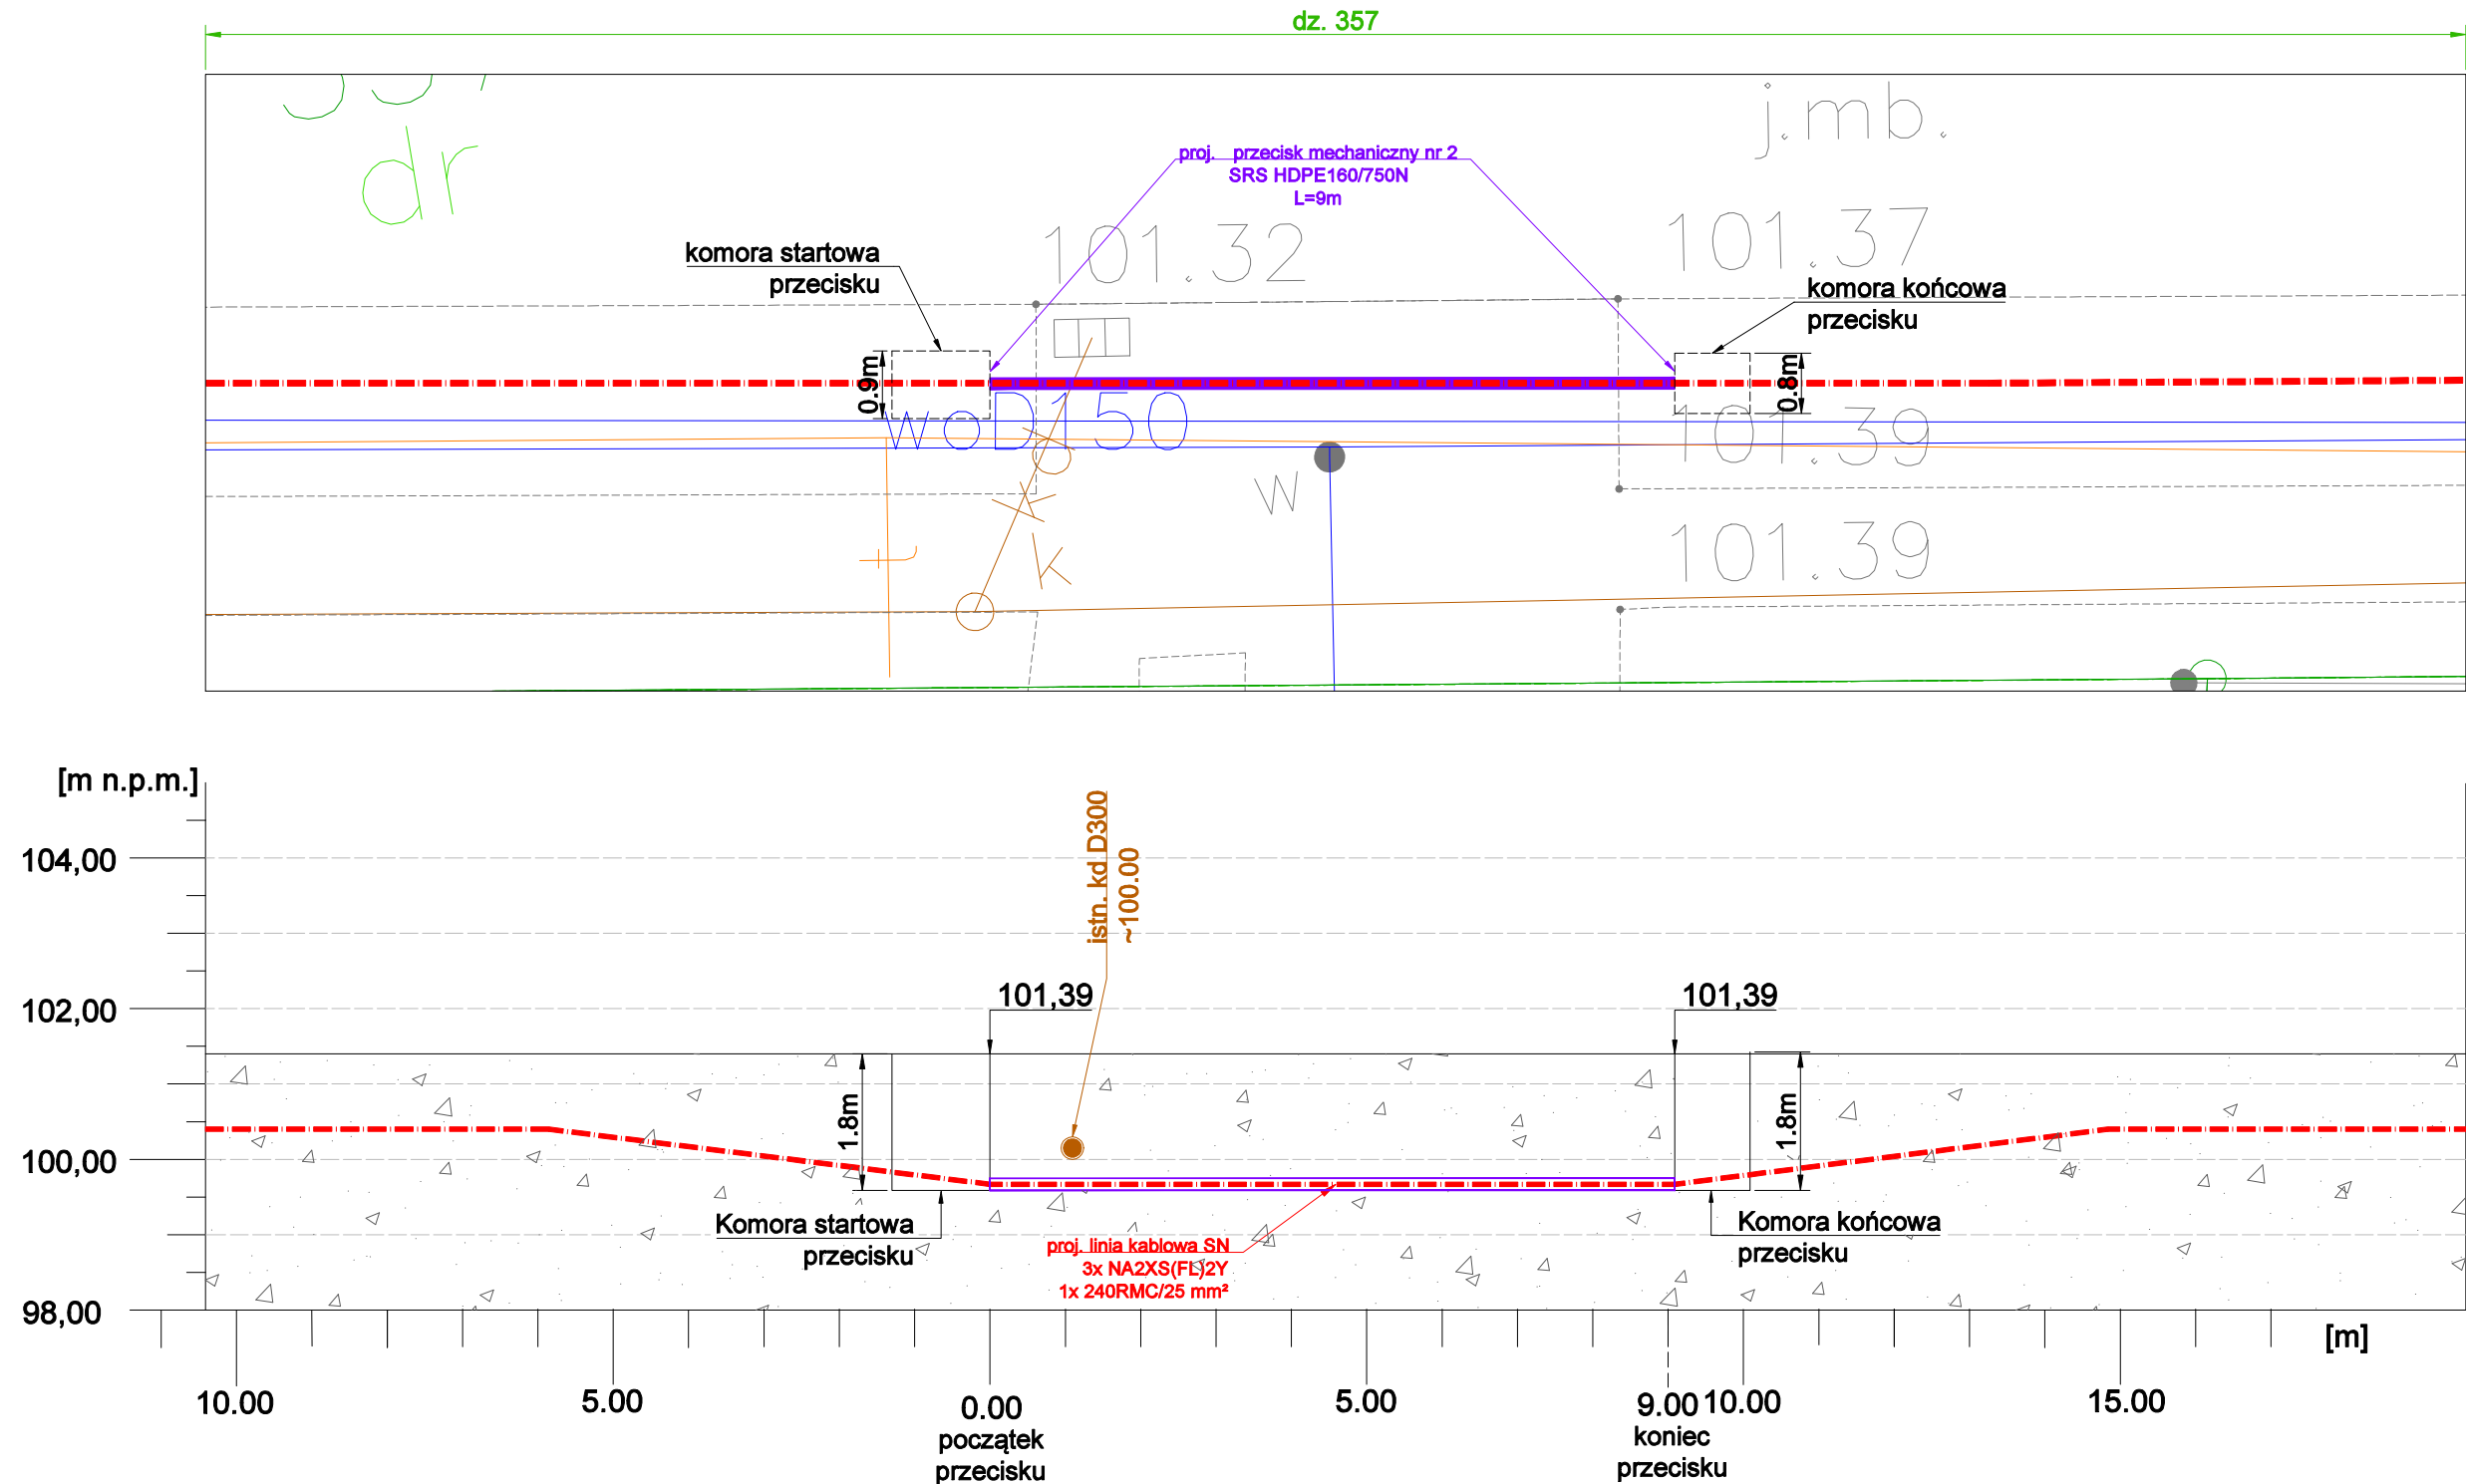 dz. 357
dr
j.mb.
proj. przecisk mechaniczny nr 2
SRS HDPE160/750N
L=9m
101.32
101.37
komora startowa
przecisku
komora końcowa
przecisku
0.9m
0.8m
woD150
101.39
kd
k
w
t
101.39
[m n.p.m.]
104,00
102,00
100,00
98,00
istn. kd D300
~100.00
101,39
101,39
1.8m
1.8m
Komora startowa
przecisku
proj. linia kablowa SN
3x NA2XS(FL)2Y
1x 240RMC/25 mm²
Komora końcowa
przecisku
[m]
10.00
5.00
0.00
5.00
9.00
10.00
15.00
początek
przecisku
koniec
przecisku